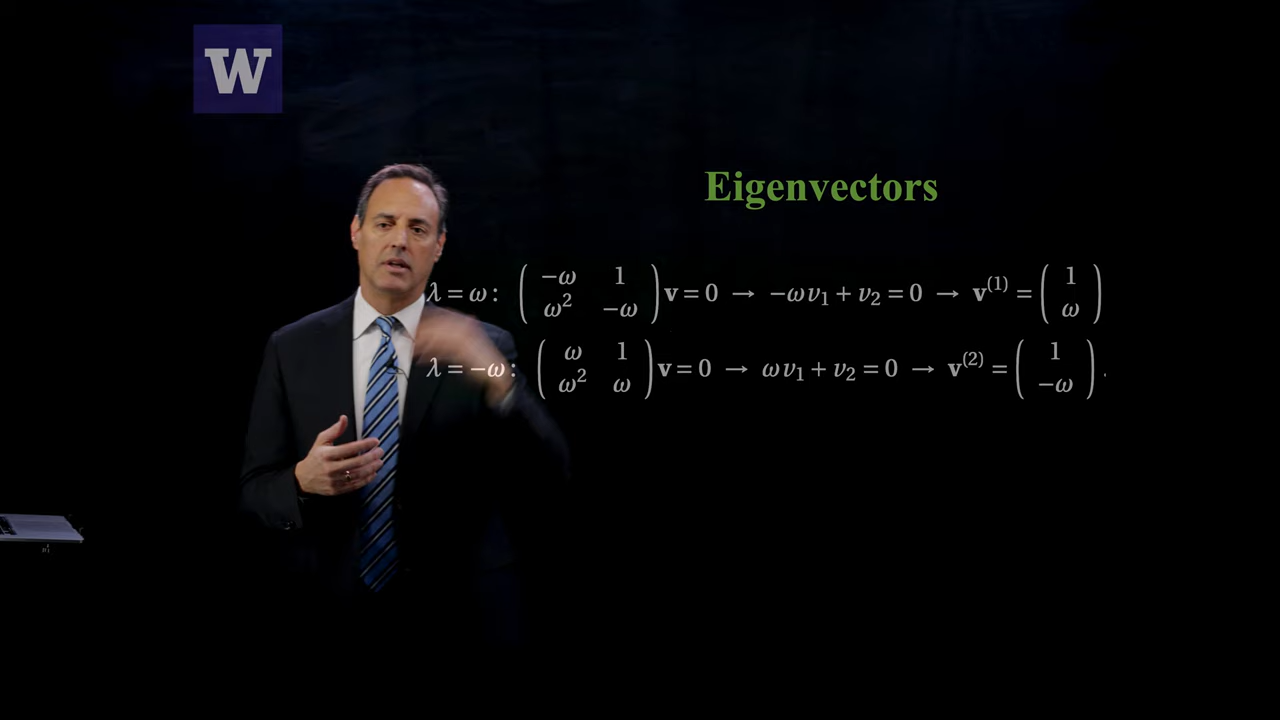 W
Eigenvectors
λ = ω : ( −ω 1 ; ω² −ω ) v = 0 → −ωv₁ + v₂ = 0 → v⁽¹⁾ = ( 1 ; ω )
λ = −ω : ( ω 1 ; ω² ω ) v = 0 → ωv₁ + v₂ = 0 → v⁽²⁾ = ( 1 ; −ω ) .